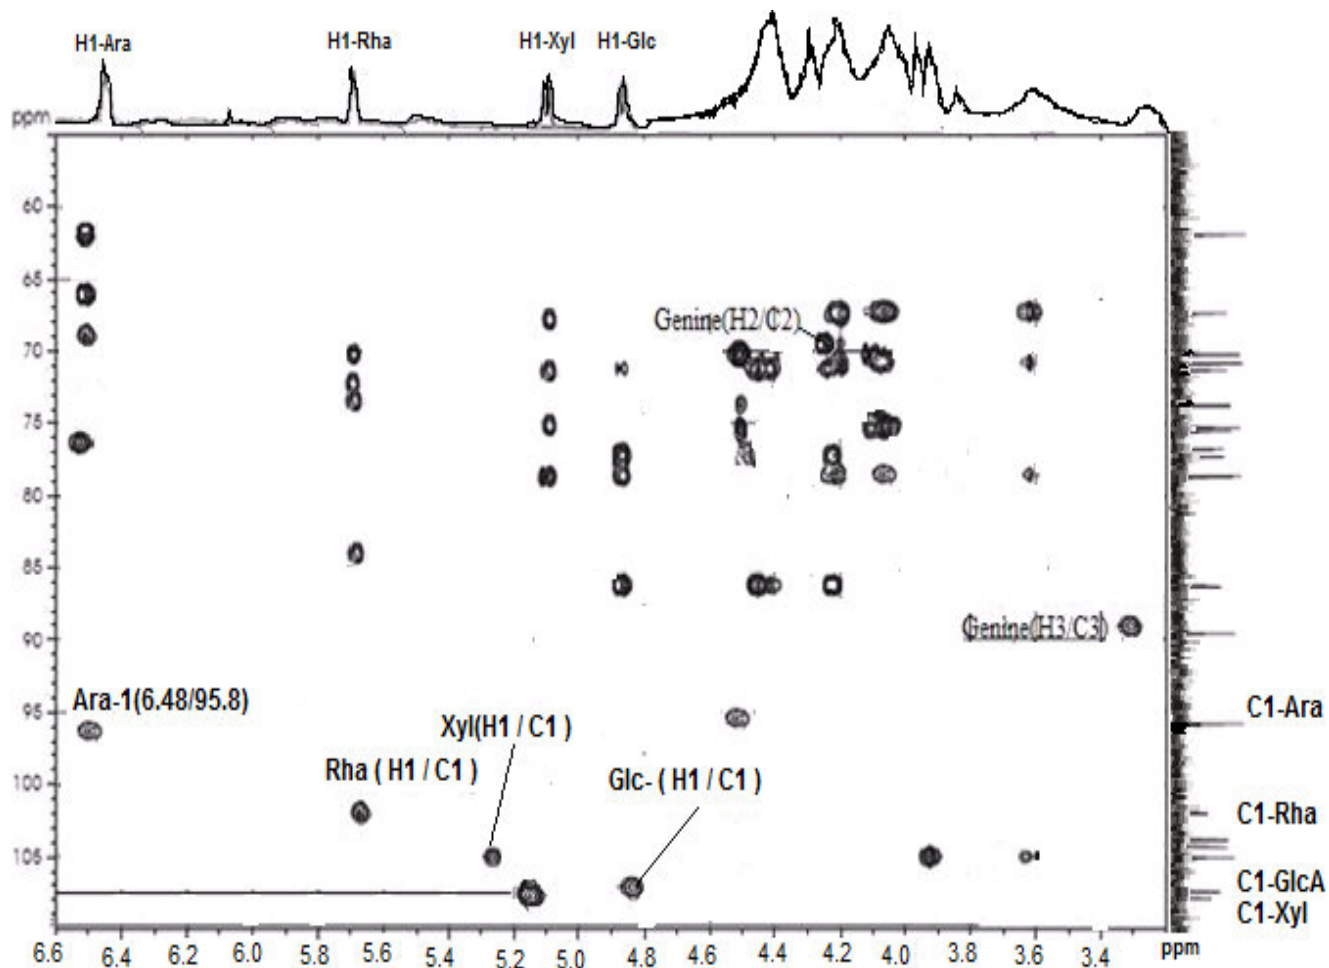 H1-Ara H1-Rha H1-Xyl H1-Glc
ppm
60
65
Genine(H2/C2)
70
75
80
85
Genine(H3/C3)
90
Ara-1(6.48/95.8)
95
C1-Ara
Xyl(H1 / C1 )
Rha ( H1 / C1 )
Glc- ( H1 / C1 )
100
C1-Rha
105
C1-GlcA
C1-Xyl
6.6 6.4 6.2 6.0 5.8 5.6 5.4 5.2 5.0 4.8 4.6 4.4 4.2 4.0 3.8 3.6 3.4 ppm